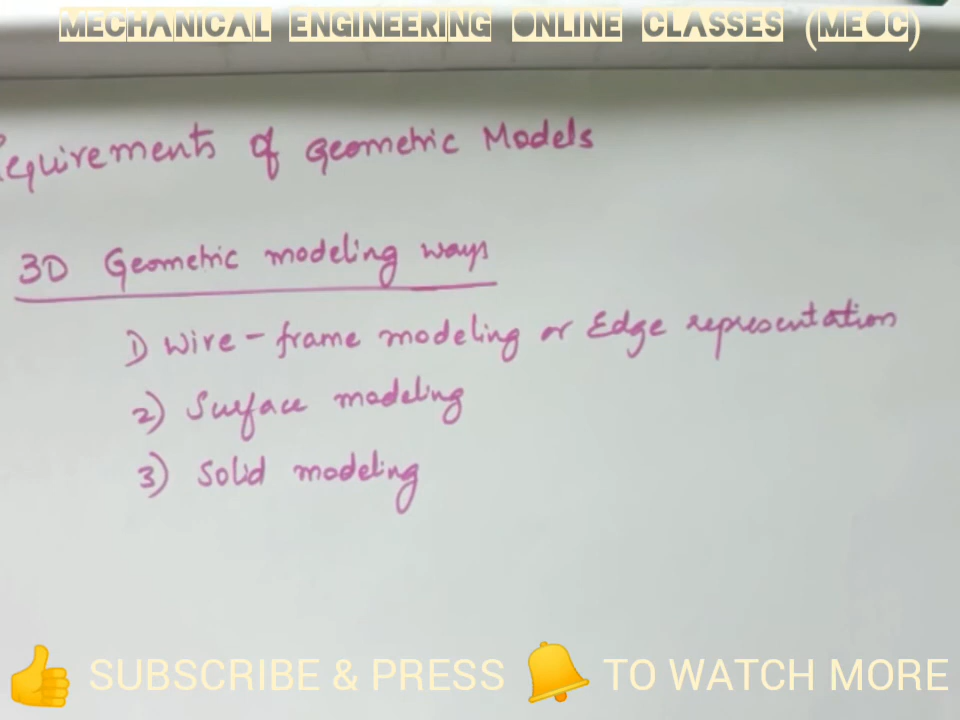 MECHANICAL ENGINEERING ONLINE CLASSES (MEOC)
Requirements of geometric Models
3D Geometric modeling ways
1) Wire-frame modeling or Edge representation
2) Surface modeling
3) Solid modeling
SUBSCRIBE & PRESS TO WATCH MORE